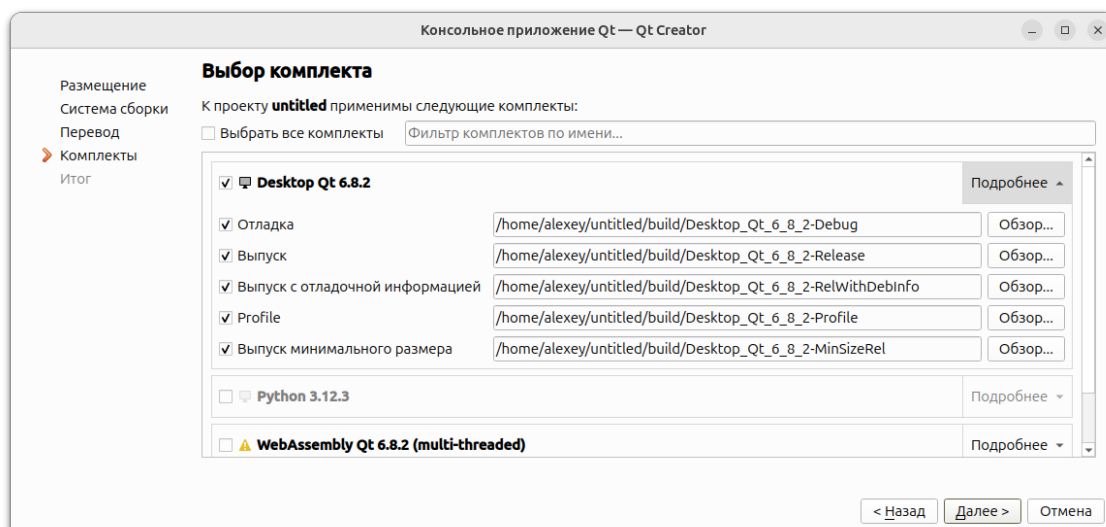 Консольное приложение Qt — Qt Creator
Размещение
Система сборки
Перевод
Комплекты
Итог
Выбор комплекта
К проекту untitled применимы следующие комплекты:
Выбрать все комплекты Фильтр комплектов по имени...
Desktop Qt 6.8.2 Подробнее
Отладка /home/alexey/untitled/build/Desktop_Qt_6_8_2-Debug Обзор...
Выпуск /home/alexey/untitled/build/Desktop_Qt_6_8_2-Release Обзор...
Выпуск с отладочной информацией /home/alexey/untitled/build/Desktop_Qt_6_8_2-RelWithDebInfo Обзор...
Profile /home/alexey/untitled/build/Desktop_Qt_6_8_2-Profile Обзор...
Выпуск минимального размера /home/alexey/untitled/build/Desktop_Qt_6_8_2-MinSizeRel Обзор...
Python 3.12.3 Подробнее
WebAssembly Qt 6.8.2 (multi-threaded) Подробнее
< Назад Далее > Отмена